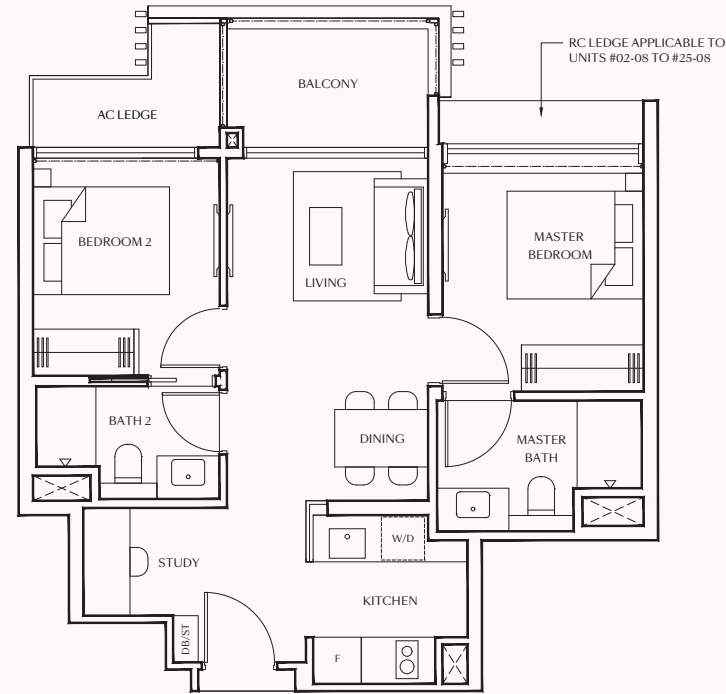 RC LEDGE APPLICABLE TO
UNITS #02-08 TO #25-08
BALCONY
AC LEDGE
BEDROOM 2
MASTER
BEDROOM
LIVING
BATH 2
DINING
MASTER
BATH
W/D
STUDY
KITCHEN
DB/ST
F